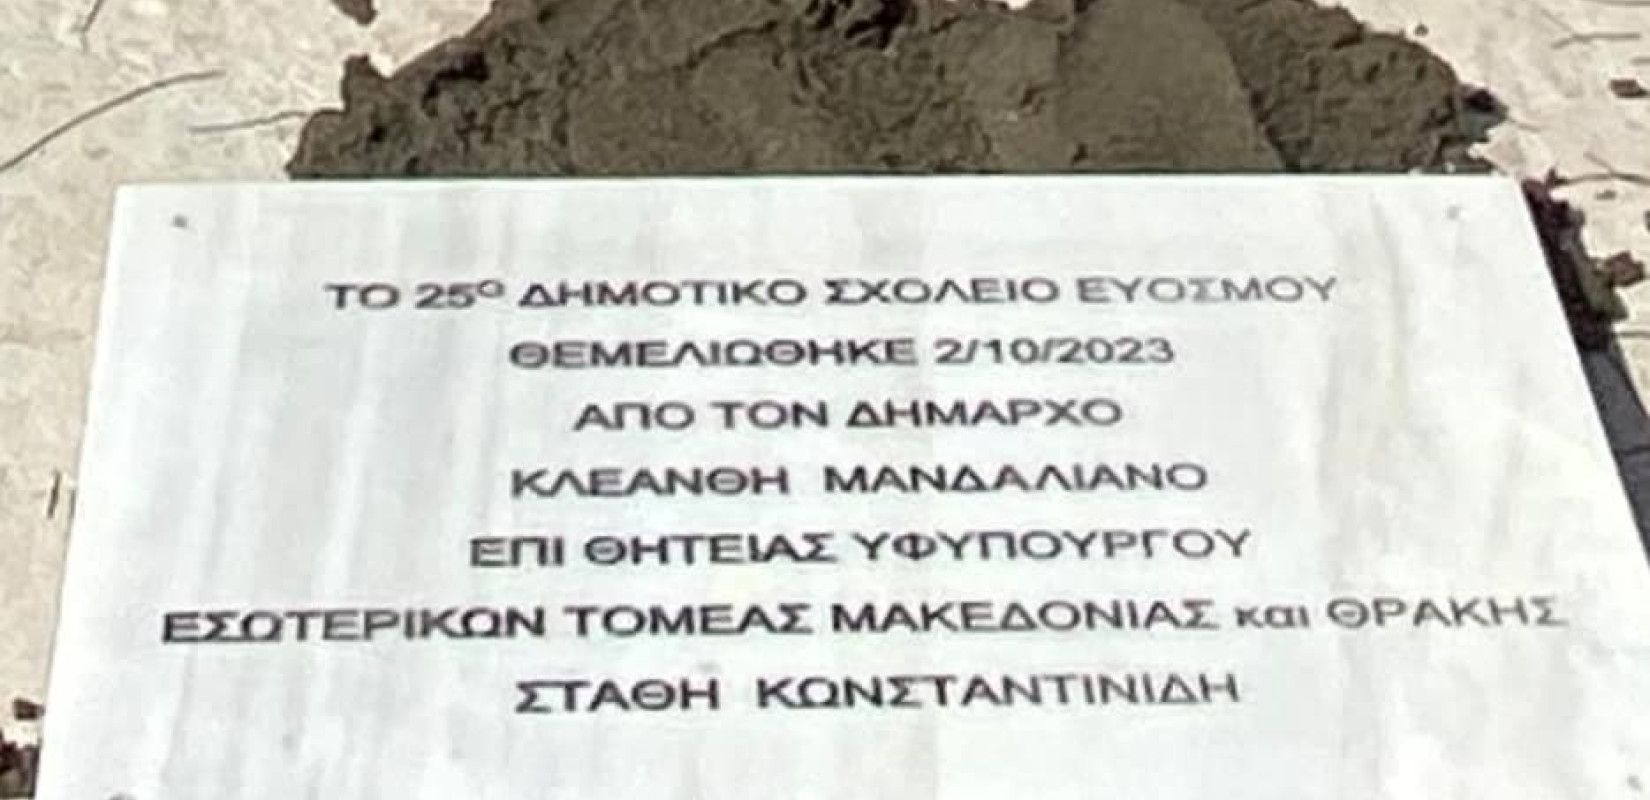 ΤΟ 25ο ΔΗΜΟΤΙΚΟ ΣΧΟΛΕΙΟ ΕΥΟΣΜΟΥ
ΘΕΜΕΛΙΩΘΗΚΕ 2/10/2023
ΑΠΟ ΤΟΝ ΔΗΜΑΡΧΟ
ΚΛΕΑΝΘΗ ΜΑΝΔΑΛΙΑΝΟ
ΕΠΙ ΘΗΤΕΙΑΣ ΥΦΥΠΟΥΡΓΟΥ
ΕΣΩΤΕΡΙΚΩΝ ΤΟΜΕΑΣ ΜΑΚΕΔΟΝΙΑΣ και ΘΡΑΚΗΣ
ΣΤΑΘΗ ΚΩΝΣΤΑΝΤΙΝΙΔΗ